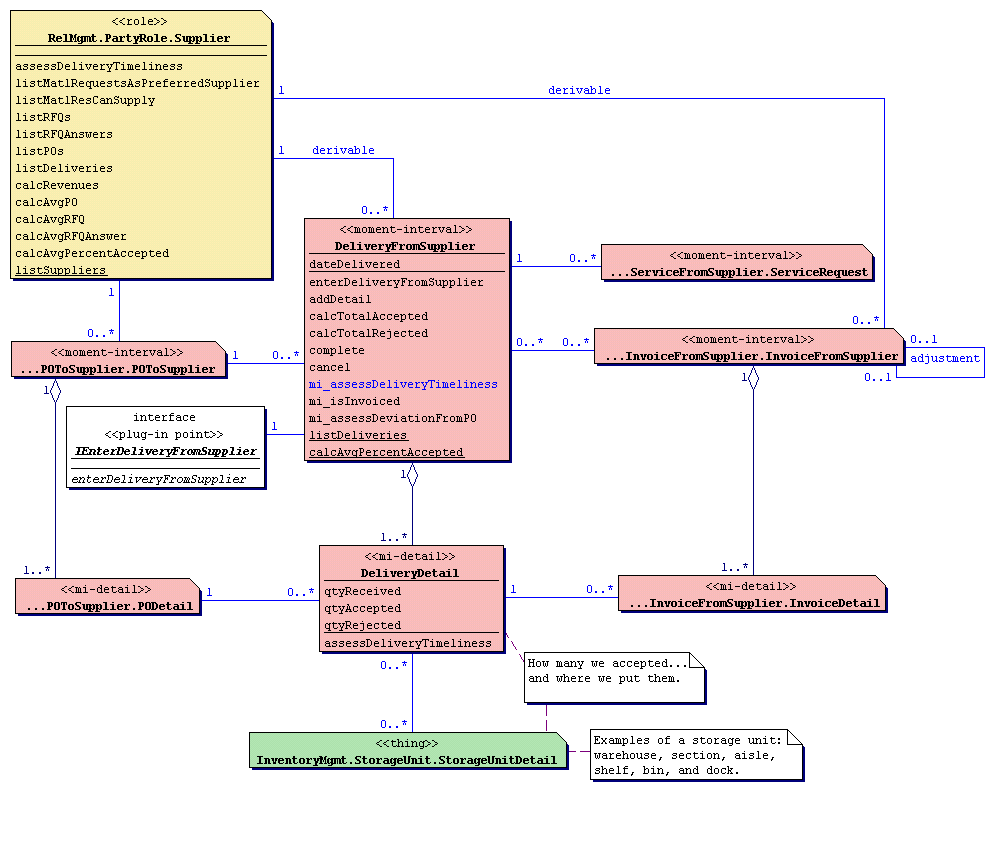 <<role>>
RelMgmt.PartyRole.Supplier
assessDeliveryTimeliness
listMatlRequestsAsPreferredSupplier
listMatlResCanSupply
listRFQs
listRFQAnswers
listPOs
listDeliveries
calcRevenues
calcAvgPO
calcAvgRFQ
calcAvgRFQAnswer
calcAvgPercentAccepted
listSuppliers
1
derivable
0..*
1
derivable
0..*
1
0..*
<<moment-interval>>
DeliveryFromSupplier
dateDelivered
enterDeliveryFromSupplier
addDetail
calcTotalAccepted
calcTotalRejected
complete
cancel
mi_assessDeliveryTimeliness
mi_isInvoiced
mi_assessDeviationFromPO
listDeliveries
calcAvgPercentAccepted
1
0..*
<<moment-interval>>
...ServiceFromSupplier.ServiceRequest
0..*
0..*
<<moment-interval>>
...InvoiceFromSupplier.InvoiceFromSupplier
0..1
adjustment
0..1
<<moment-interval>>
...POToSupplier.POToSupplier
1
0..*
1
interface
<<plug-in point>>
IEnterDeliveryFromSupplier
enterDeliveryFromSupplier
1
1
1
1..*
1..*
1..*
<<mi-detail>>
...POToSupplier.PODetail
1
0..*
<<mi-detail>>
DeliveryDetail
qtyReceived
qtyAccepted
qtyRejected
assessDeliveryTimeliness
1
0..*
<<mi-detail>>
...InvoiceFromSupplier.InvoiceDetail
0..*
0..*
How many we accepted...
and where we put them.
<<thing>>
InventoryMgmt.StorageUnit.StorageUnitDetail
Examples of a storage unit:
warehouse, section, aisle,
shelf, bin, and dock.